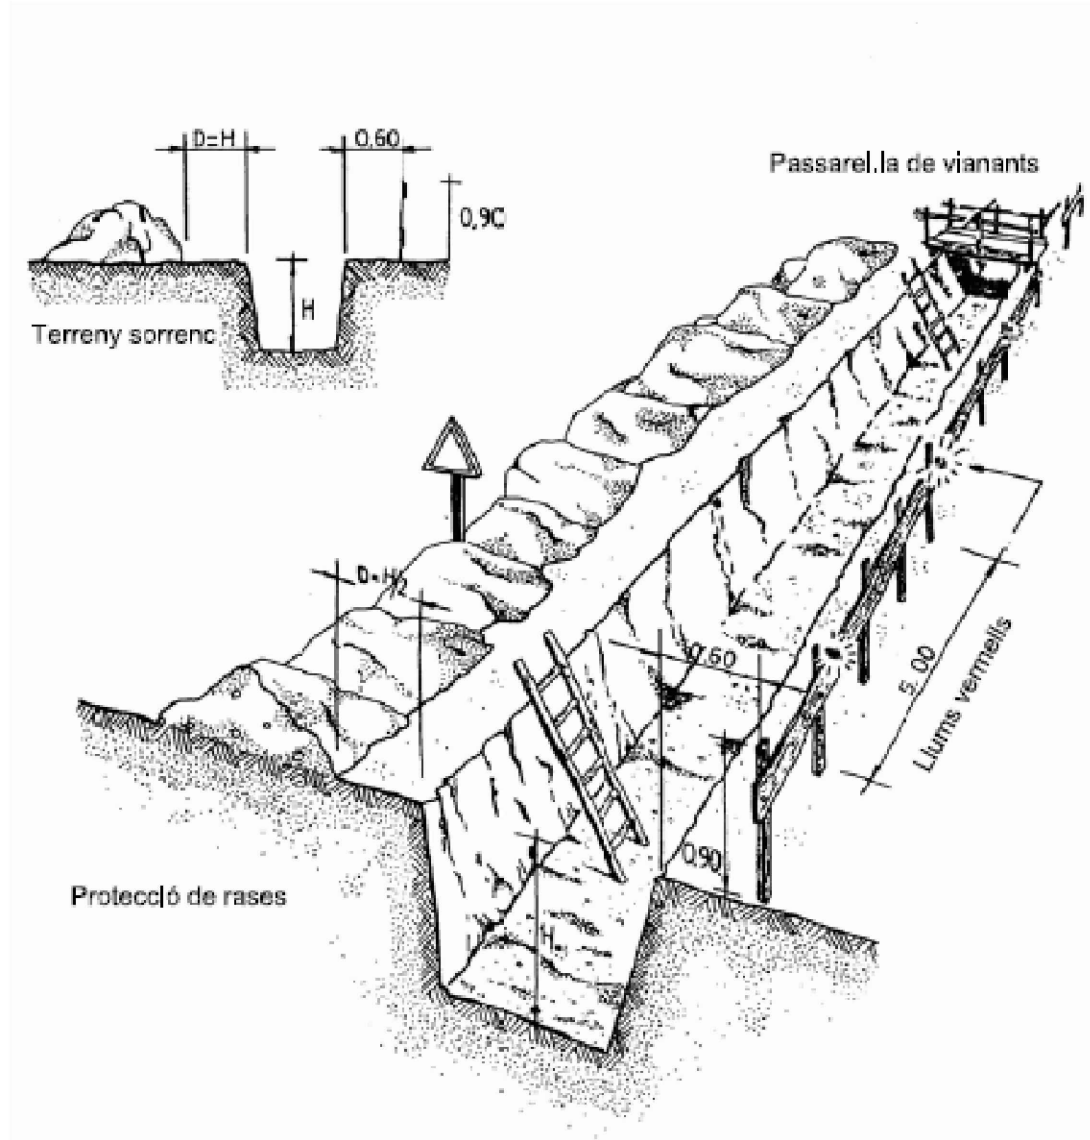 D=H
0,60
Passarel.la de vianants
0,90
H
Terreny sorrenc
D=H/2
0.60
5.00
Llums vermells
0,90
Protecció de rases
H